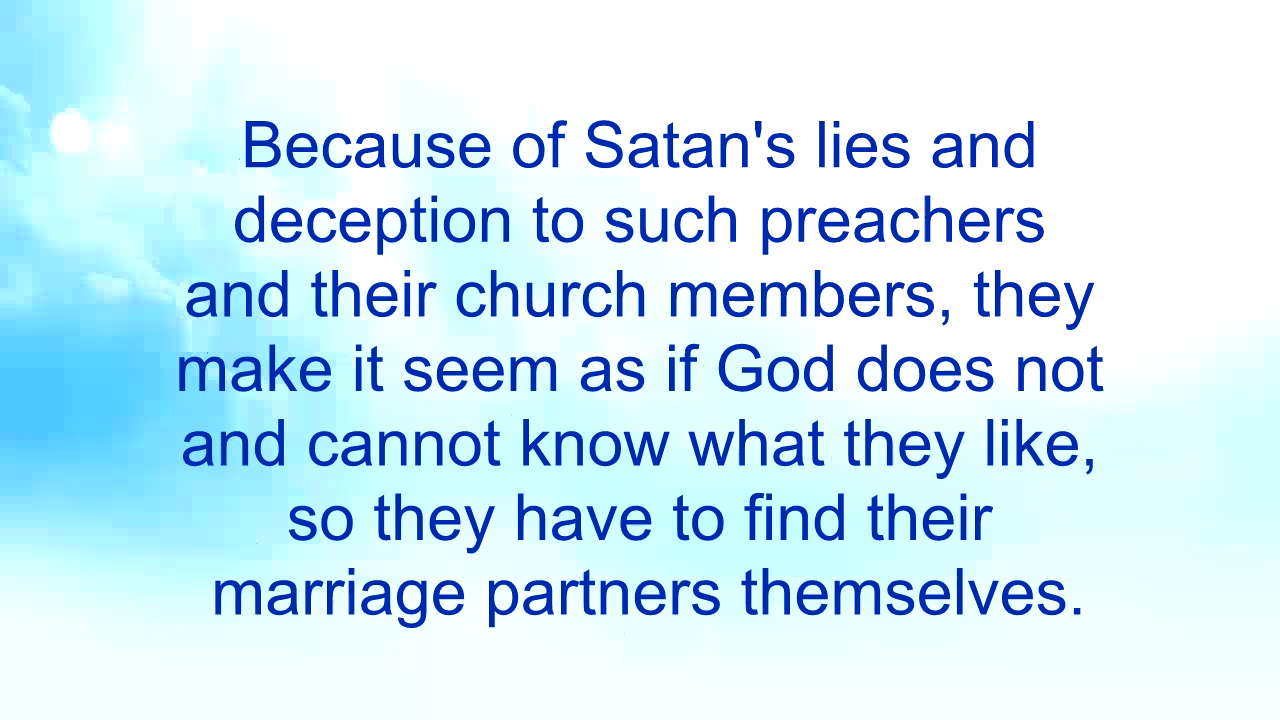 Because of Satan's lies and
deception to such preachers
and their church members, they
make it seem as if God does not
and cannot know what they like,
so they have to find their
marriage partners themselves.